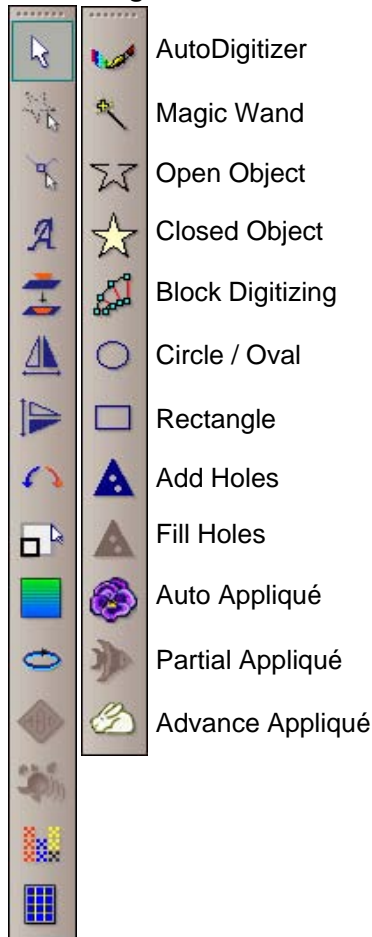 AutoDigitizer
Magic Wand
Open Object
Closed Object
Block Digitizing
Circle / Oval
Rectangle
Add Holes
Fill Holes
Auto Appliqué
Partial Appliqué
Advance Appliqué